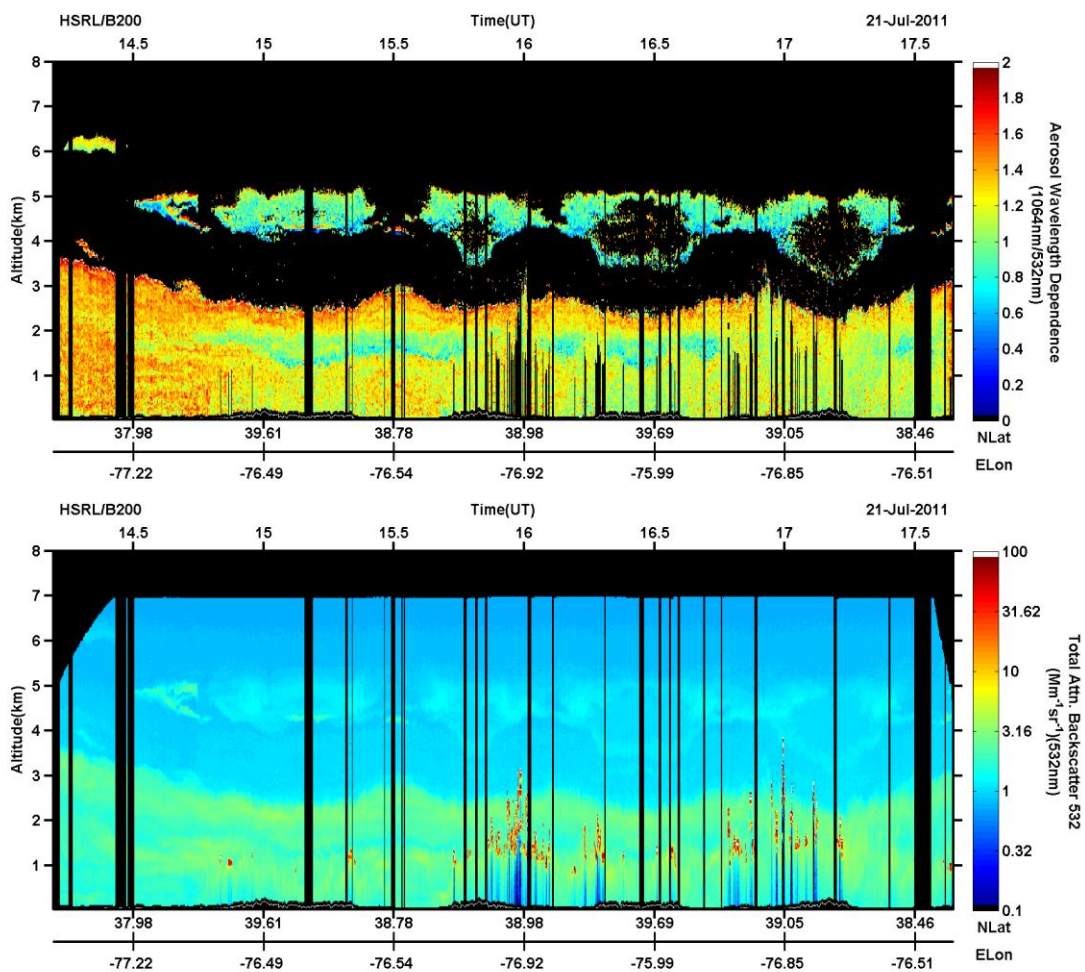 HSRL/B200 Time(UT) 21-Jul-2011
14.5 15 15.5 16 16.5 17 17.5
8
7
6
5
4
3
2
1
Altitude(km)
2
1.8
1.6
1.4
1.2
1
0.8
0.6
0.4
0.2
0
Aerosol Wavelength Dependence
(1064nm/532nm)
37.98 39.61 38.78 38.98 39.69 39.05 38.46 NLat
-77.22 -76.49 -76.54 -76.92 -75.99 -76.85 -76.51 ELon
HSRL/B200 Time(UT) 21-Jul-2011
14.5 15 15.5 16 16.5 17 17.5
8
7
6
5
4
3
2
1
Altitude(km)
100
31.62
10
3.16
1
0.32
0.1
Total Attn. Backscatter 532
(Mm⁻¹sr⁻¹)(532nm)
37.98 39.61 38.78 38.98 39.69 39.05 38.46 NLat
-77.22 -76.49 -76.54 -76.92 -75.99 -76.85 -76.51 ELon